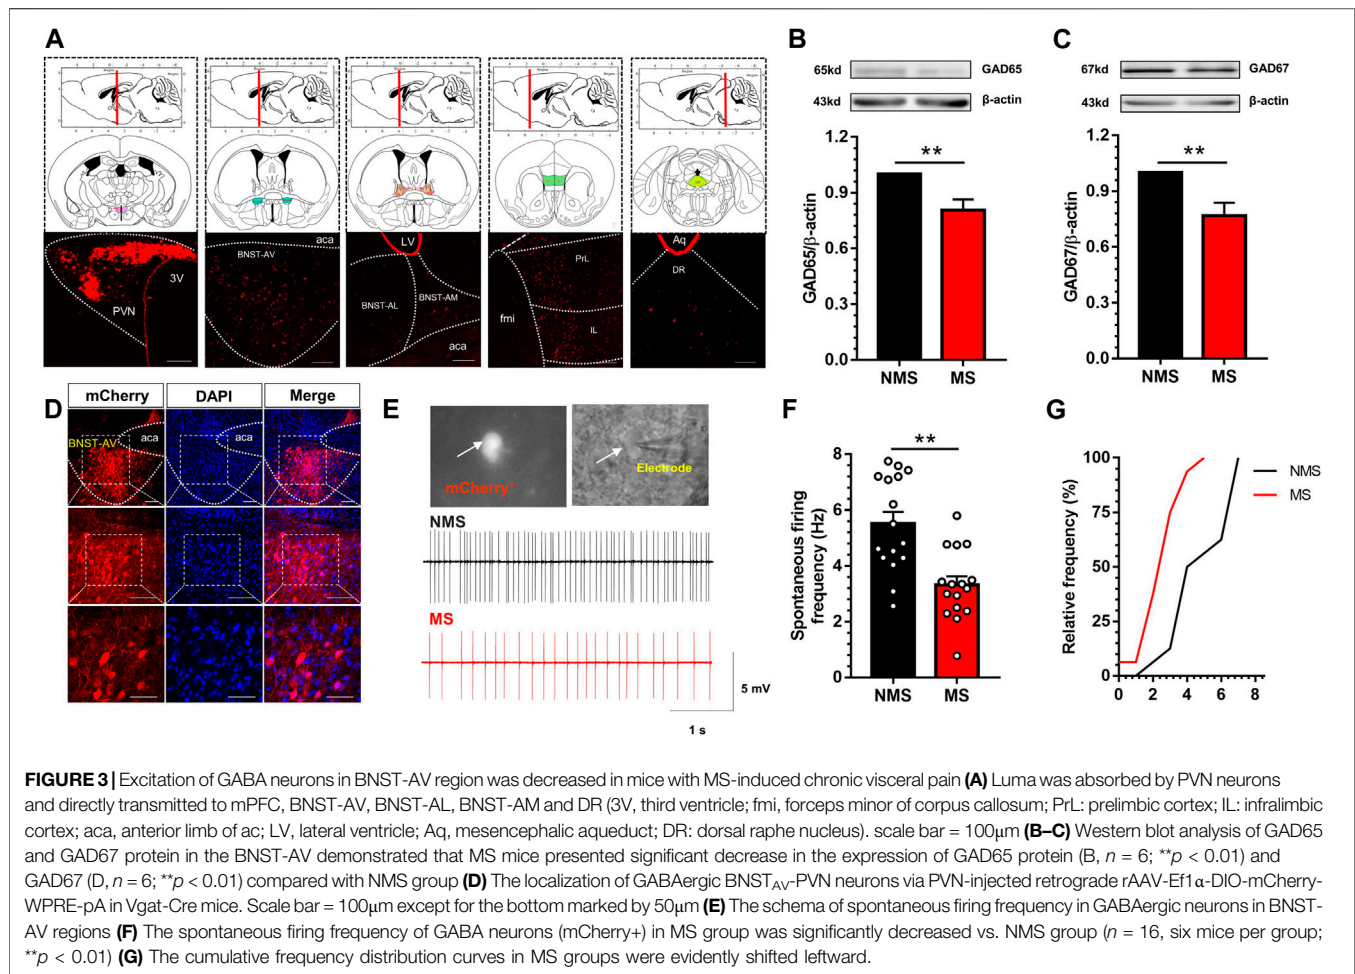 A
B
C
65kd
GAD65
43kd
β-actin
67kd
GAD67
43kd
β-actin
Bregma
Bregma
Bregma
Bregma
Bregma
aca
BNST-AV
3V
PVN
LV
BNST-AL
BNST-AM
aca
PrL
fmi
IL
Aq
DR
GAD65/β-actin
1.2
0.9
0.6
0.3
0.0
**
NMS
MS
GAD67/β-actin
1.2
0.9
0.6
0.3
0.0
**
NMS
MS
D
mCherry
DAPI
Merge
BNST-AV
aca
aca
E
mCherry+
Electrode
NMS
MS
5 mV
1 s
F
Spontaneous firing
frequency (Hz)
8
6
4
2
0
**
NMS
MS
G
Relative frequency (%)
100
75
50
25
0
0 2 4 6 8
NMS
MS
FIGURE 3 | Excitation of GABA neurons in BNST-AV region was decreased in mice with MS-induced chronic visceral pain (A) Luma was absorbed by PVN neurons
and directly transmitted to mPFC, BNST-AV, BNST-AL, BNST-AM and DR (3V, third ventricle; fmi, forceps minor of corpus callosum; PrL: prelimbic cortex; IL: infralimbic
cortex; aca, anterior limb of ac; LV, lateral ventricle; Aq, mesencephalic aqueduct; DR: dorsal raphe nucleus). scale bar = 100μm (B–C) Western blot analysis of GAD65
and GAD67 protein in the BNST-AV demonstrated that MS mice presented significant decrease in the expression of GAD65 protein (B, n = 6; **p < 0.01) and
GAD67 (D, n = 6; **p < 0.01) compared with NMS group (D) The localization of GABAergic BNSTAV-PVN neurons via PVN-injected retrograde rAAV-Ef1α-DIO-mCherry-
WPRE-pA in Vgat-Cre mice. Scale bar = 100μm except for the bottom marked by 50μm (E) The schema of spontaneous firing frequency in GABAergic neurons in BNST-
AV regions (F) The spontaneous firing frequency of GABA neurons (mCherry+) in MS group was significantly decreased vs. NMS group (n = 16, six mice per group;
**p < 0.01) (G) The cumulative frequency distribution curves in MS groups were evidently shifted leftward.